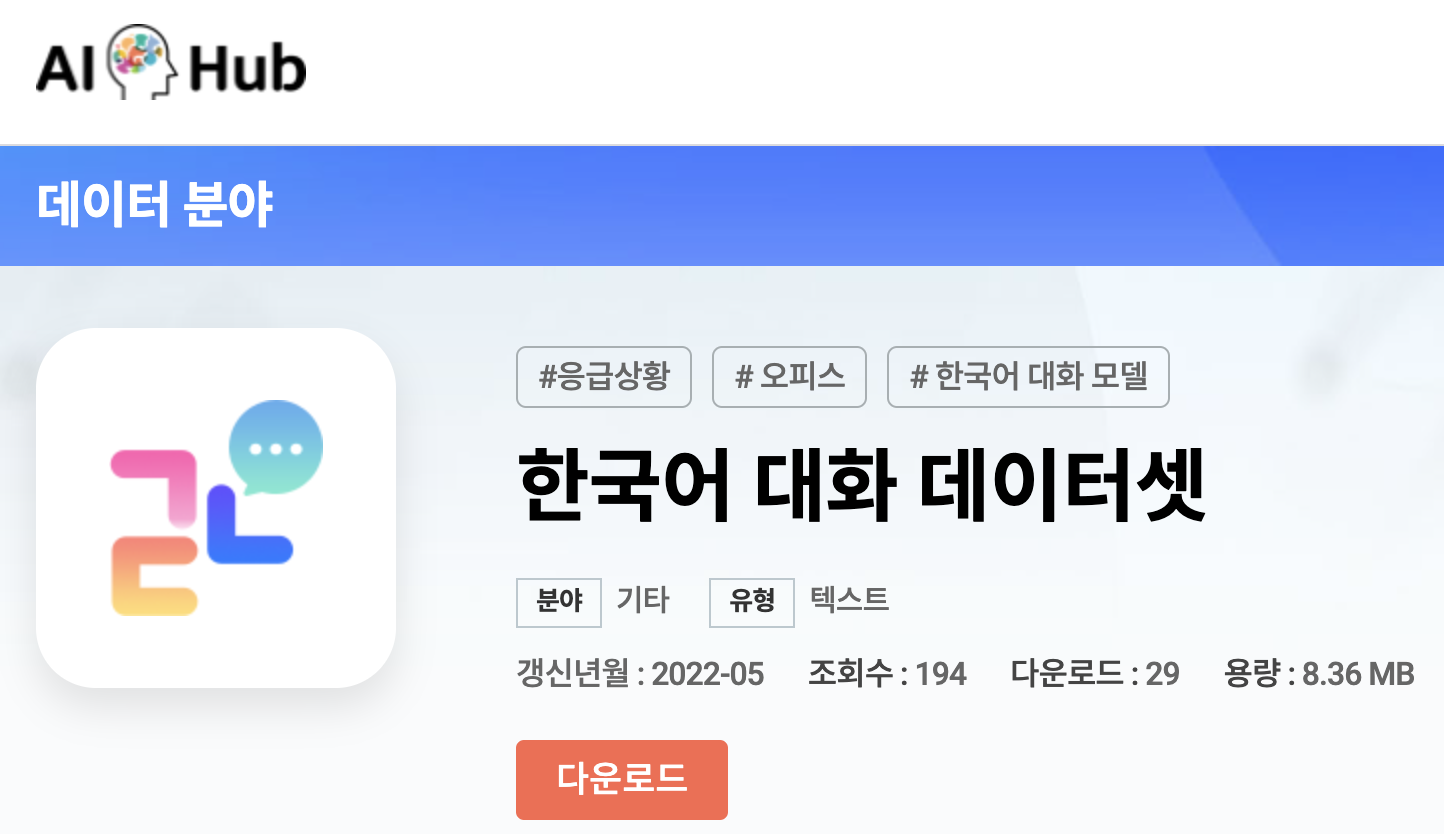 AI Hub
데이터 분야
#응급상황 # 오피스 # 한국어 대화 모델
한국어 대화 데이터셋
분야 기타 유형 텍스트
갱신년월 : 2022-05 조회수 : 194 다운로드 : 29 용량 : 8.36 MB
다운로드